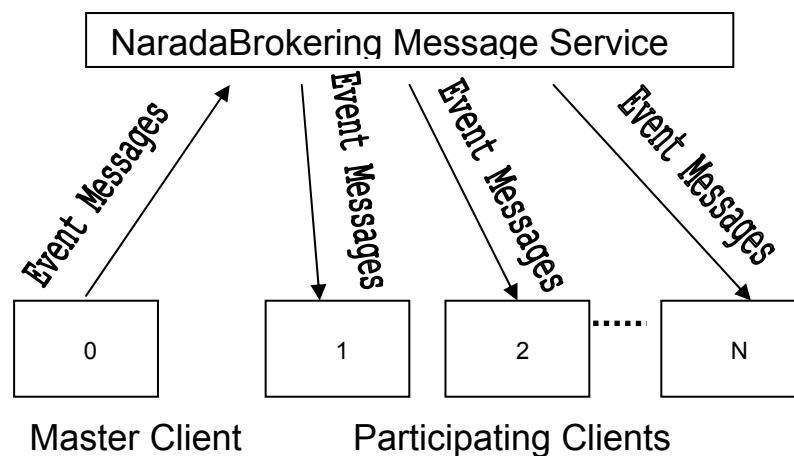 NaradaBrokering Message Service
Event Messages
Event Messages
Event Messages
Event Messages
0
1
2
N
Master Client
Participating Clients